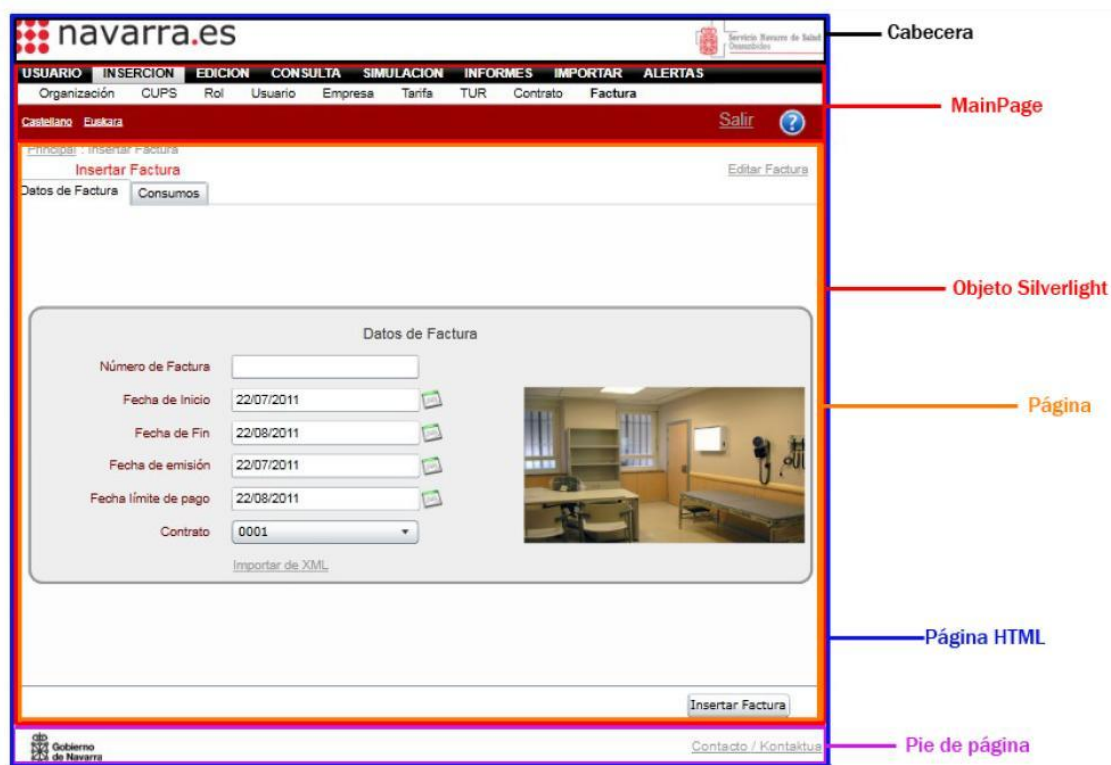 navarra.es
Servicio Navarro de Salud
Osasunbidea
Cabecera
USUARIO INSERCION EDICION CONSULTA SIMULACION INFORMES IMPORTAR ALERTAS
Organización CUPS Rol Usuario Empresa Tarifa TUR Contrato Factura
MainPage
Castellano Euskara Salir ?
Principal : Insertar Factura
Insertar Factura Editar Factura
Datos de Factura Consumos
Objeto Silverlight
Datos de Factura
Número de Factura
Fecha de Inicio 22/07/2011
Página
Fecha de Fin 22/08/2011
Fecha de emisión 22/07/2011
Fecha límite de pago 22/08/2011
Contrato 0001
Importar de XML
Página HTML
Insertar Factura
Gobierno
de Navarra
Contacto / Kontaktua
Pie de página